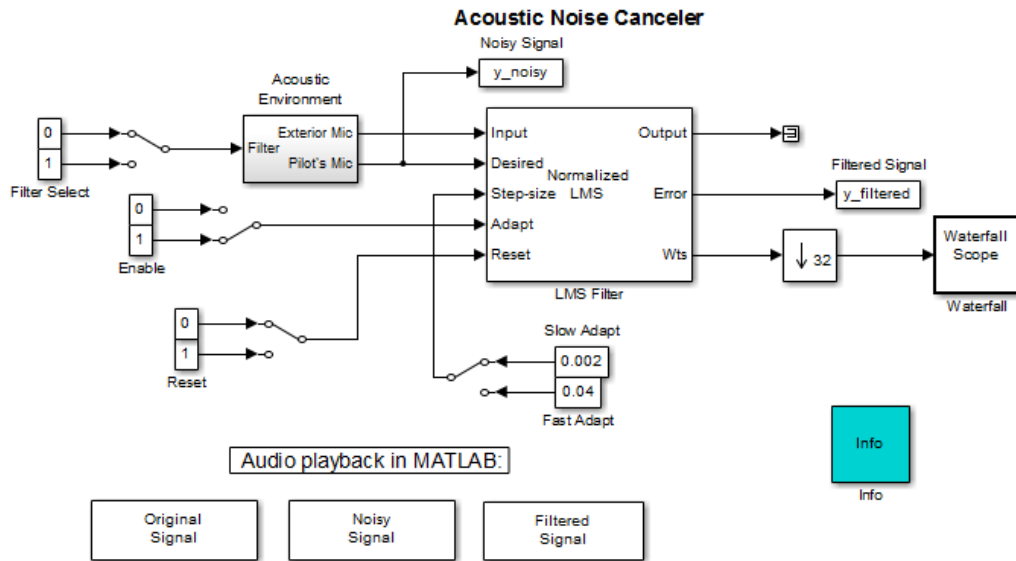 Acoustic Noise Canceler
Noisy Signal
y_noisy
Acoustic
Environment
Exterior Mic
Filter
Pilot's Mic
0
1
Filter Select
0
1
Enable
0
1
Reset
Input
Desired
Step-size
Adapt
Reset
Normalized
LMS
Output
Error
Wts
LMS Filter
Filtered Signal
y_filtered
32
Waterfall
Scope
Waterfall
Slow Adapt
0.002
0.04
Fast Adapt
Info
Info
Audio playback in MATLAB:
Original
Signal
Noisy
Signal
Filtered
Signal